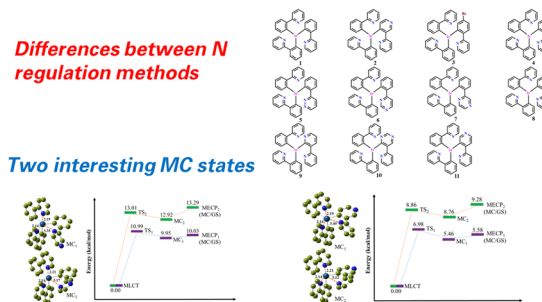 Differences between N
regulation methods
Br
1
2
3
4
5
6
7
8
9
10
11
Two interesting MC states
Energy (kcal/mol)
13.01
TS₂
12.92
MC₂
13.29
MECP₂
(MC/GS)
10.99
TS₁
9.95
MC₁
10.03
MECP₁
(MC/GS)
0.00
MLCT
MC₁
MC₂
Energy (kcal/mol)
8.86
TS₂
8.76
MC₂
9.28
MECP₂
(MC/GS)
6.98
TS₁
5.46
MC₁
5.58
MECP₁
(MC/GS)
0.00
MLCT
MC₁
MC₂